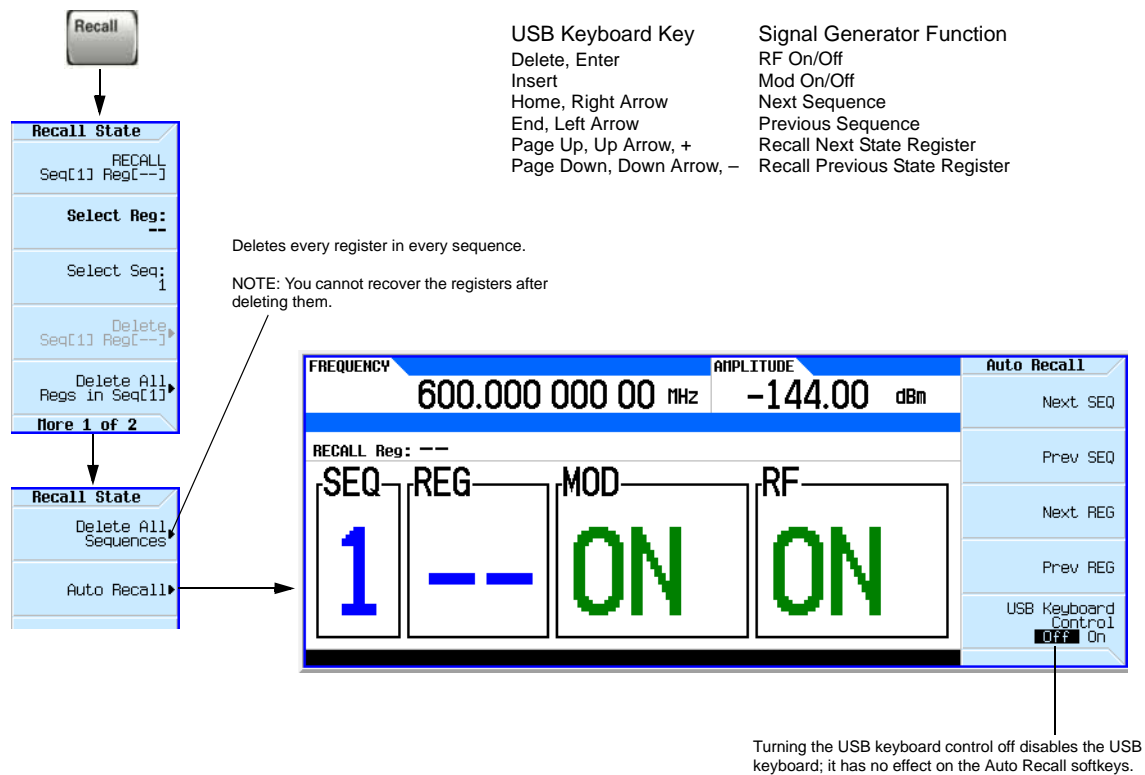 Recall
USB Keyboard Key Signal Generator Function
Delete, Enter RF On/Off
Insert Mod On/Off
Home, Right Arrow Next Sequence
End, Left Arrow Previous Sequence
Page Up, Up Arrow, + Recall Next State Register
Page Down, Down Arrow, – Recall Previous State Register
Recall State
RECALL
Seq[1] Reg[--]
Select Reg:
--
Select Seq:
1
Delete
Seq[1] Reg[--]
Delete All
Regs in Seq[1]
More 1 of 2
Deletes every register in every sequence.
NOTE: You cannot recover the registers after
deleting them.
Recall State
Delete All
Sequences
Auto Recall
FREQUENCY
600.000 000 00 MHz
AMPLITUDE
-144.00 dBm
RECALL Reg: --
SEQ REG MOD RF
1 -- ON ON
Auto Recall
Next SEQ
Prev SEQ
Next REG
Prev REG
USB Keyboard
Control
Off On
Turning the USB keyboard control off disables the USB
keyboard; it has no effect on the Auto Recall softkeys.